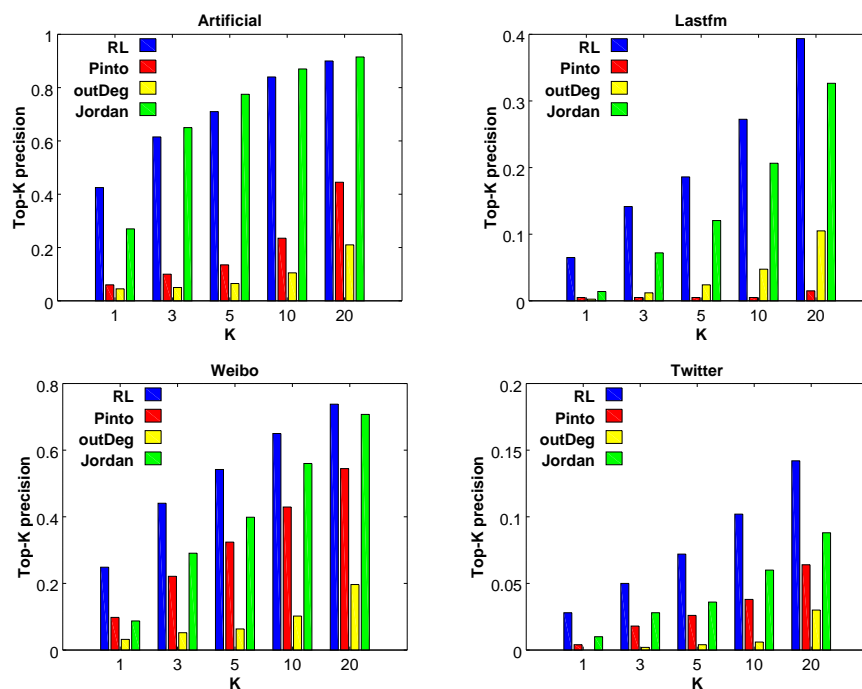 Artificial
Top-K precision
1
0.8
0.6
0.4
0.2
0
RL
Pinto
outDeg
Jordan
1 3 5 10 20
K
Lastfm
Top-K precision
0.4
0.3
0.2
0.1
0
RL
Pinto
outDeg
Jordan
1 3 5 10 20
K
Weibo
Top-K precision
0.8
0.6
0.4
0.2
0
RL
Pinto
outDeg
Jordan
1 3 5 10 20
K
Twitter
Top-K precision
0.2
0.15
0.1
0.05
0
RL
Pinto
outDeg
Jordan
1 3 5 10 20
K